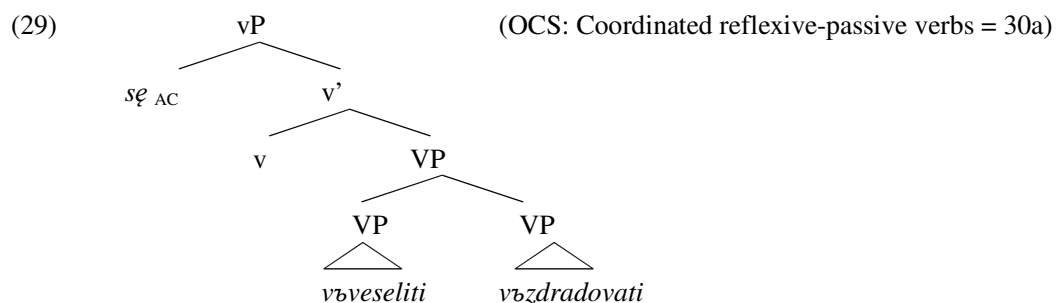 (29) vP (OCS: Coordinated reflexive-passive verbs = 30a)
sę AC v’
v VP
VP VP
vъveseliti vъzdradovati